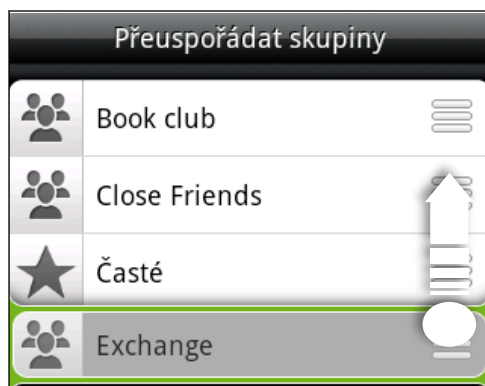 Přeuspořádat skupiny
Book club
Close Friends
Časté
Exchange